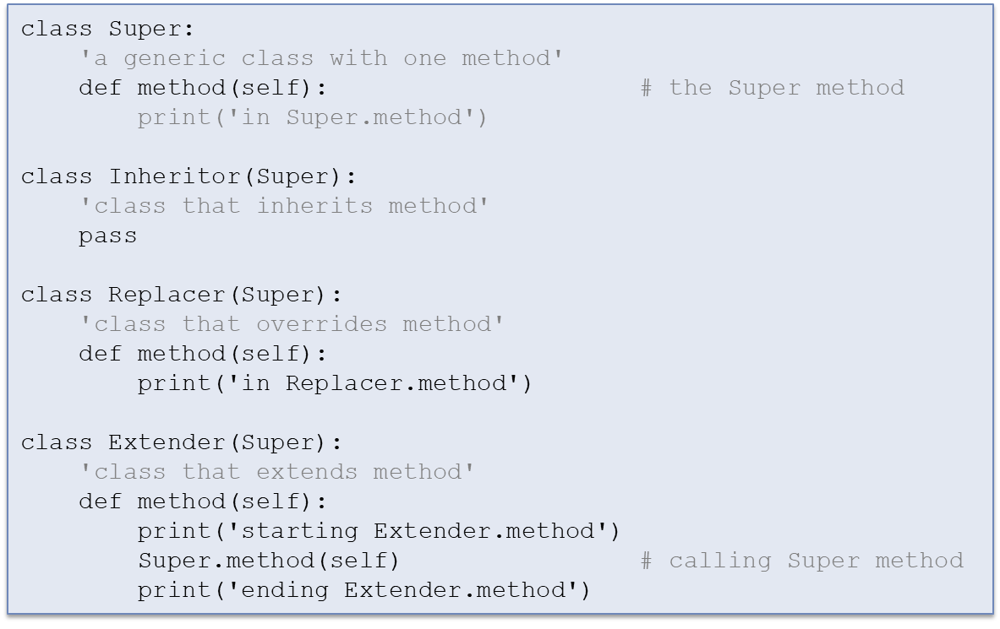 class Super:
    'a generic class with one method'
    def method(self):                     # the Super method
        print('in Super.method')

class Inheritor(Super):
    'class that inherits method'
    pass

class Replacer(Super):
    'class that overrides method'
    def method(self):
        print('in Replacer.method')

class Extender(Super):
    'class that extends method'
    def method(self):
        print('starting Extender.method')
        Super.method(self)                # calling Super method
        print('ending Extender.method')